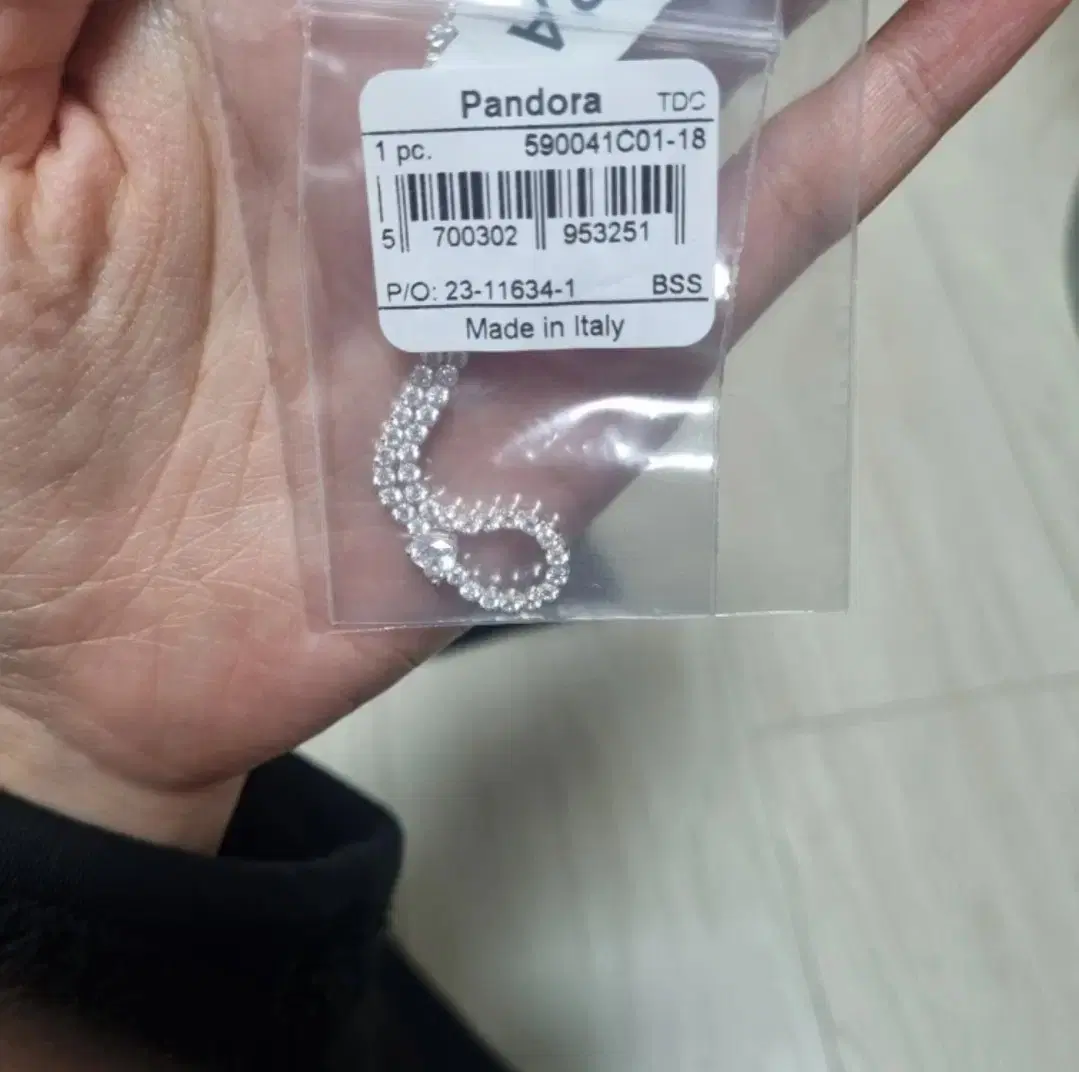 Pandora TDC
1 pc. 590041C01-18
5 700302 953251
P/O: 23-11634-1 BSS
Made in Italy